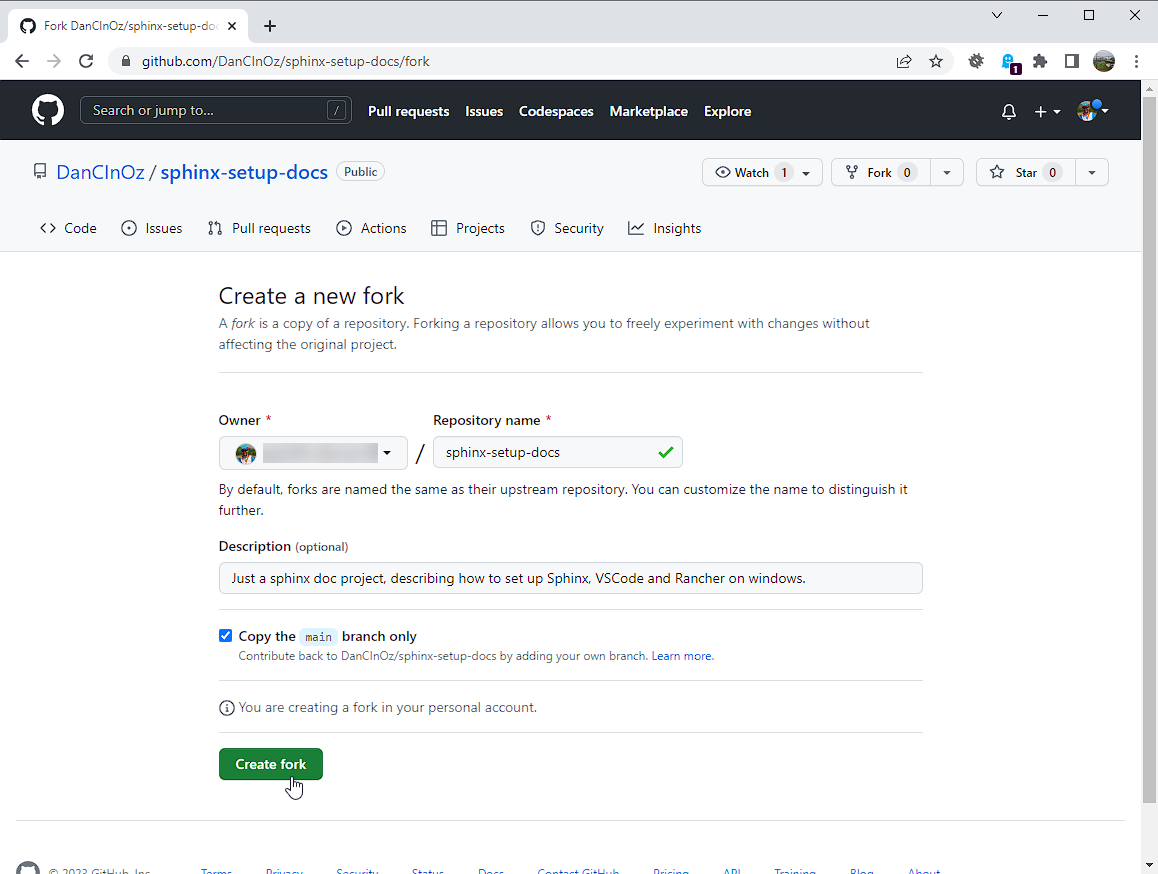 Fork DanCInOz/sphinx-setup-doc
github.com/DanCInOz/sphinx-setup-docs/fork
1
Search or jump to... /
Pull requests Issues Codespaces Marketplace Explore
DanCInOz / sphinx-setup-docs Public
Watch 1 Fork 0 Star 0
Code Issues Pull requests Actions Projects Security Insights
Create a new fork
A fork is a copy of a repository. Forking a repository allows you to freely experiment with changes without
affecting the original project.
Owner * Repository name *
/ sphinx-setup-docs
By default, forks are named the same as their upstream repository. You can customize the name to distinguish it
further.
Description (optional)
Just a sphinx doc project, describing how to set up Sphinx, VSCode and Rancher on windows.
Copy the main branch only
Contribute back to DanCInOz/sphinx-setup-docs by adding your own branch. Learn more.
You are creating a fork in your personal account.
Create fork
© 2023 GitHub, Inc. Terms Privacy Security Status Docs Contact GitHub Pricing API Training Blog About